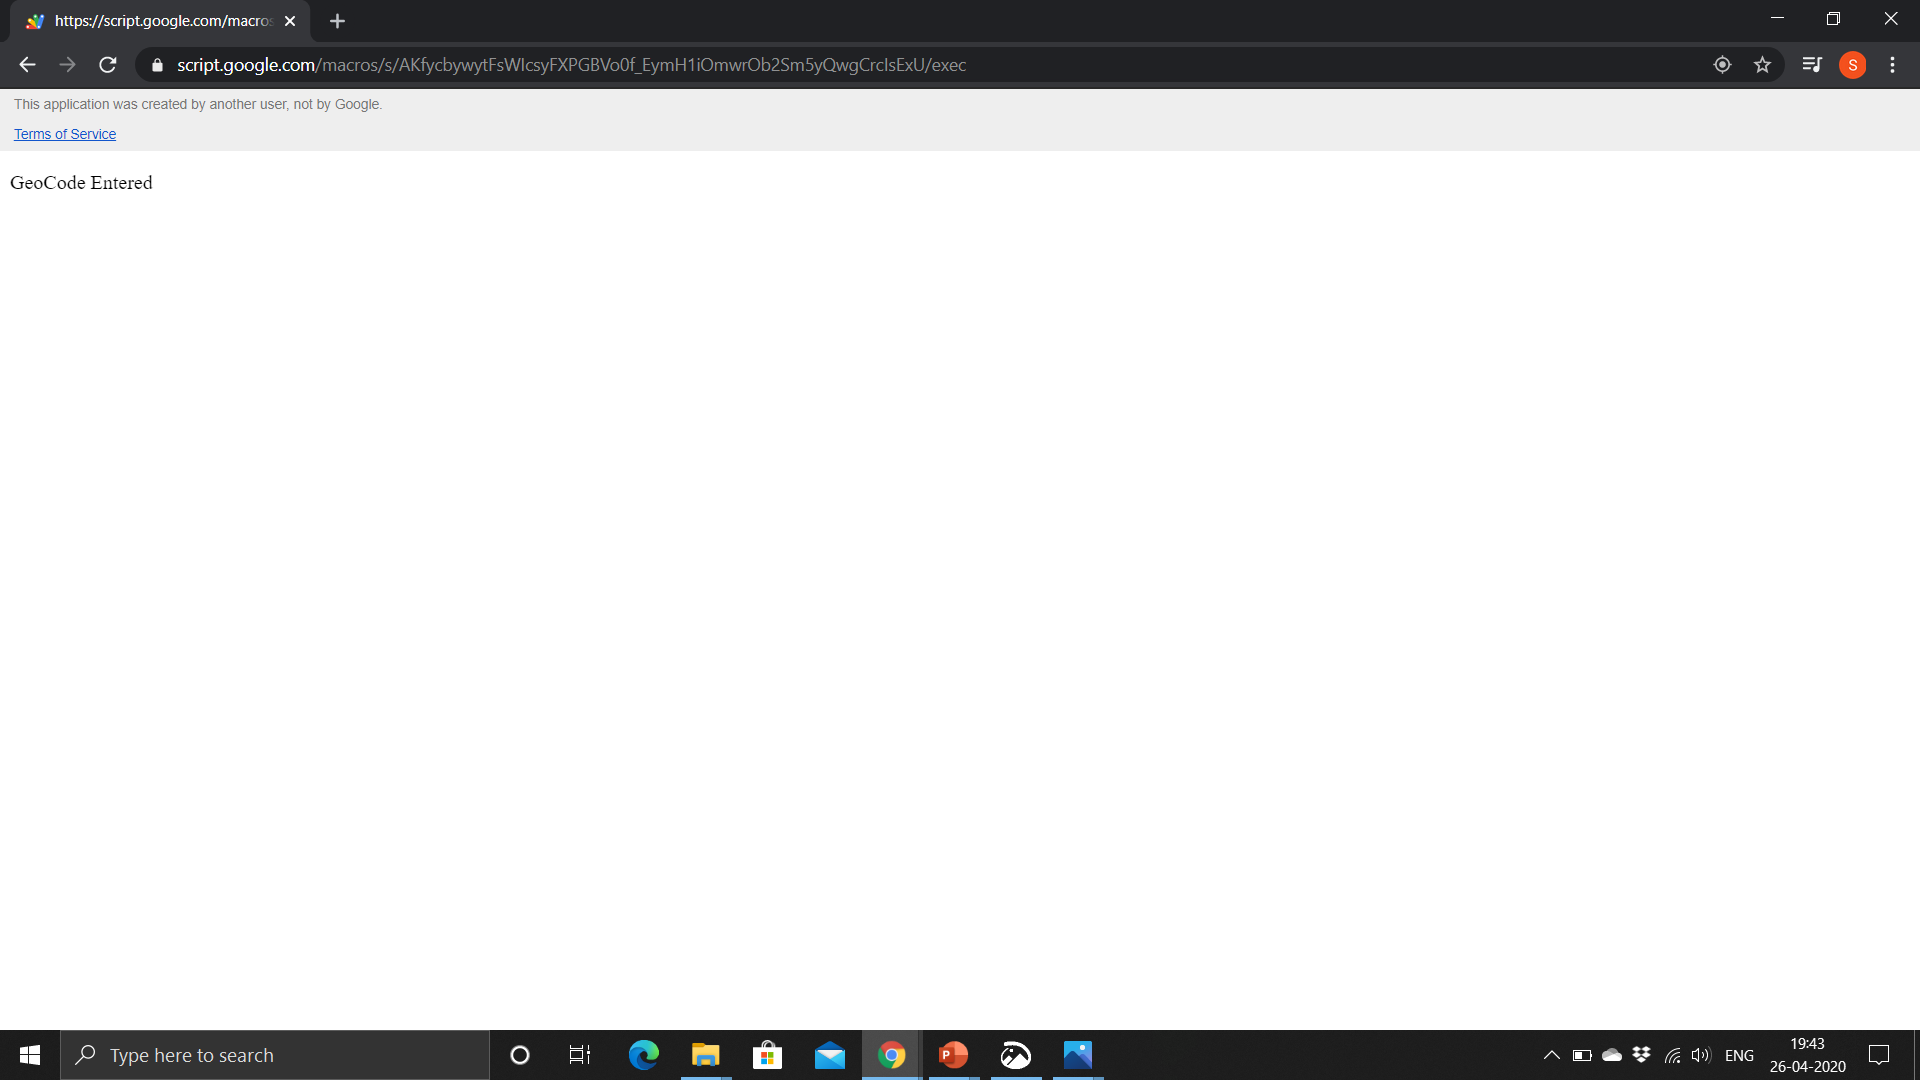 https://script.google.com/macros
script.google.com/macros/s/AKfycbywytFsWIcsyFXPGBVo0f_EymH1iOmwrOb2Sm5yQwgCrcIsExU/exec
S
This application was created by another user, not by Google.
Terms of Service
GeoCode Entered
Type here to search
P
ENG
19:43
26-04-2020